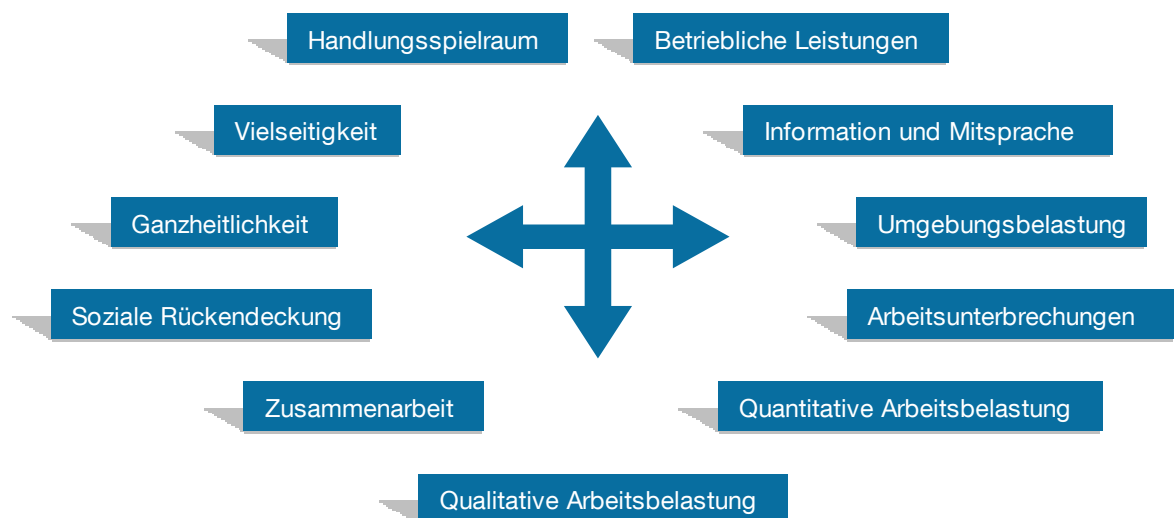 Handlungsspielraum
Betriebliche Leistungen
Vielseitigkeit
Information und Mitsprache
Ganzheitlichkeit
Umgebungsbelastung
Soziale Rückendeckung
Arbeitsunterbrechungen
Zusammenarbeit
Quantitative Arbeitsbelastung
Qualitative Arbeitsbelastung